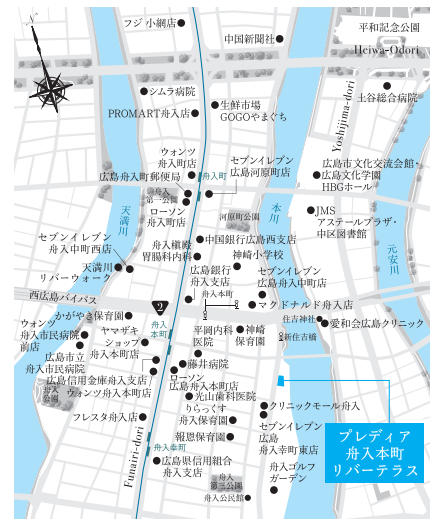 フジ 小網店
中国新聞社
平和記念公園
Heiwa-Odori
N
シムラ病院
PROMART舟入店
生鮮市場
GOGOやまぐち
Yoshijima-dori
土谷総合病院
ウォンツ
舟入町店
広島舟入町郵便局
舟入町
セブンイレブン
広島河原町店
広島市文化交流会館・
広島文化学園
HBGホール
舟入
第一公園
ローソン
舟入町店
天満川
河原町公園
本川
JMS
アステールプラザ・
中区図書館
元安川
セブンイレブン
舟入中町西店
舟入槇殿
胃腸科内科
中国銀行広島西支店
神崎小学校
天満川
リバーウォーク
広島銀行
舟入支店
セブンイレブン
広島舟入中町店
西広島バイパス
舟入本町
マクドナルド舟入店
2
かがやき保育園
住吉神社
愛和会広島クリニック
ウォンツ
舟入市民病院
前店
ヤマザキ
ショップ
舟入本町店
舟入
本町
平岡内科
医院
神崎
保育園
新住吉橋
広島市立
舟入市民病院
藤井病院
広島信用金庫舟入支店
ローソン
広島舟入本町店
舟入
公園
ウォンツ舟入本町店
光山歯科医院
りらっくす
舟入保育園
クリニックモール舟入
フレスタ舟入店
セブンイレブン
広島
舟入幸町東店
プレディア
舟入本町
リバーテラス
Funairi-dori
報恩保育園
舟入幸町
広島県信用組合
舟入支店
舟入ゴルフ
ガーデン
舟入
第二公園
舟入公民館